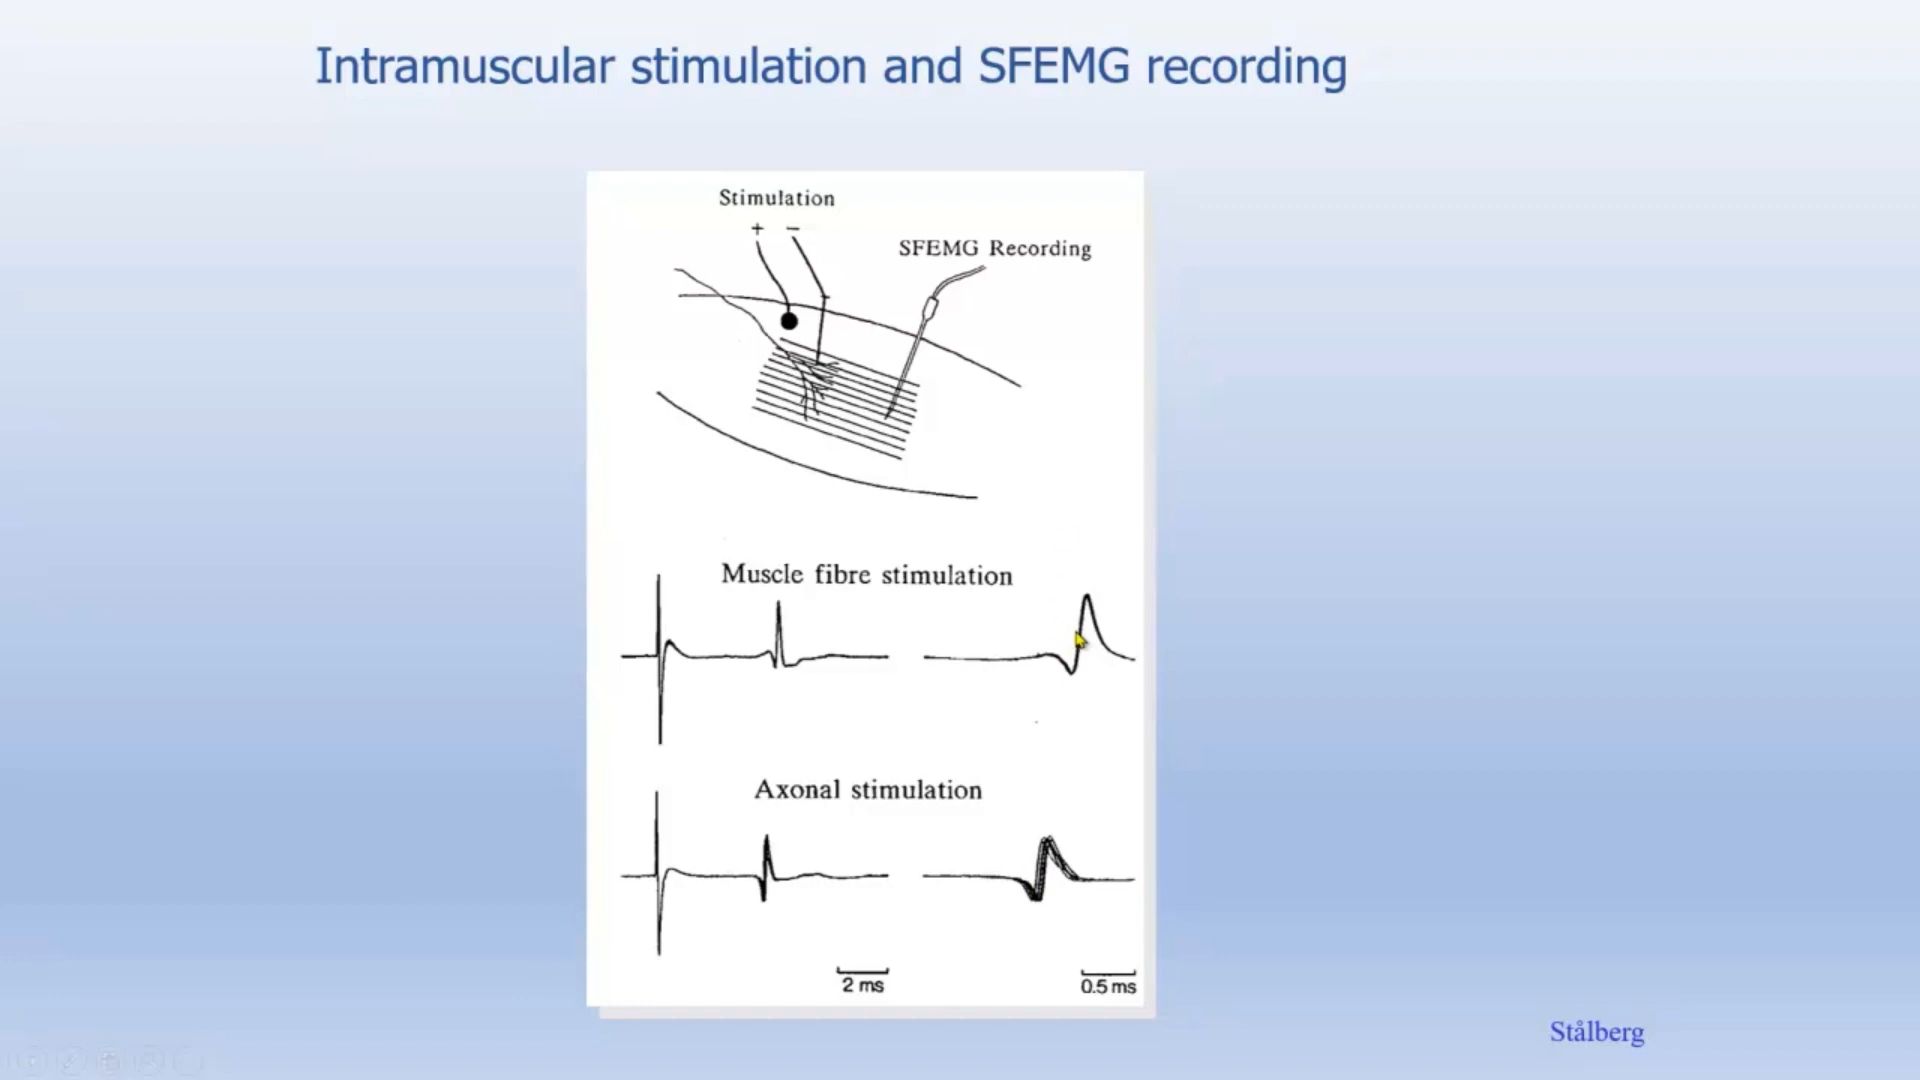 Intramuscular stimulation and SFEMG recording
Stimulation
+ −
SFEMG Recording
Muscle fibre stimulation
Axonal stimulation
2 ms
0.5 ms
Stålberg